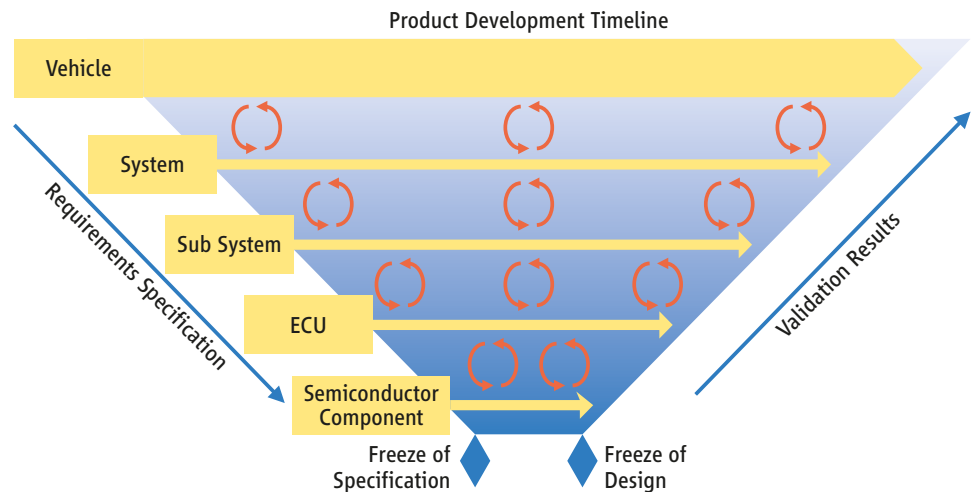 Product Development Timeline
Vehicle
System
Sub System
ECU
Semiconductor
Component
Requirements Specification
Validation Results
Freeze of
Specification
Freeze of
Design